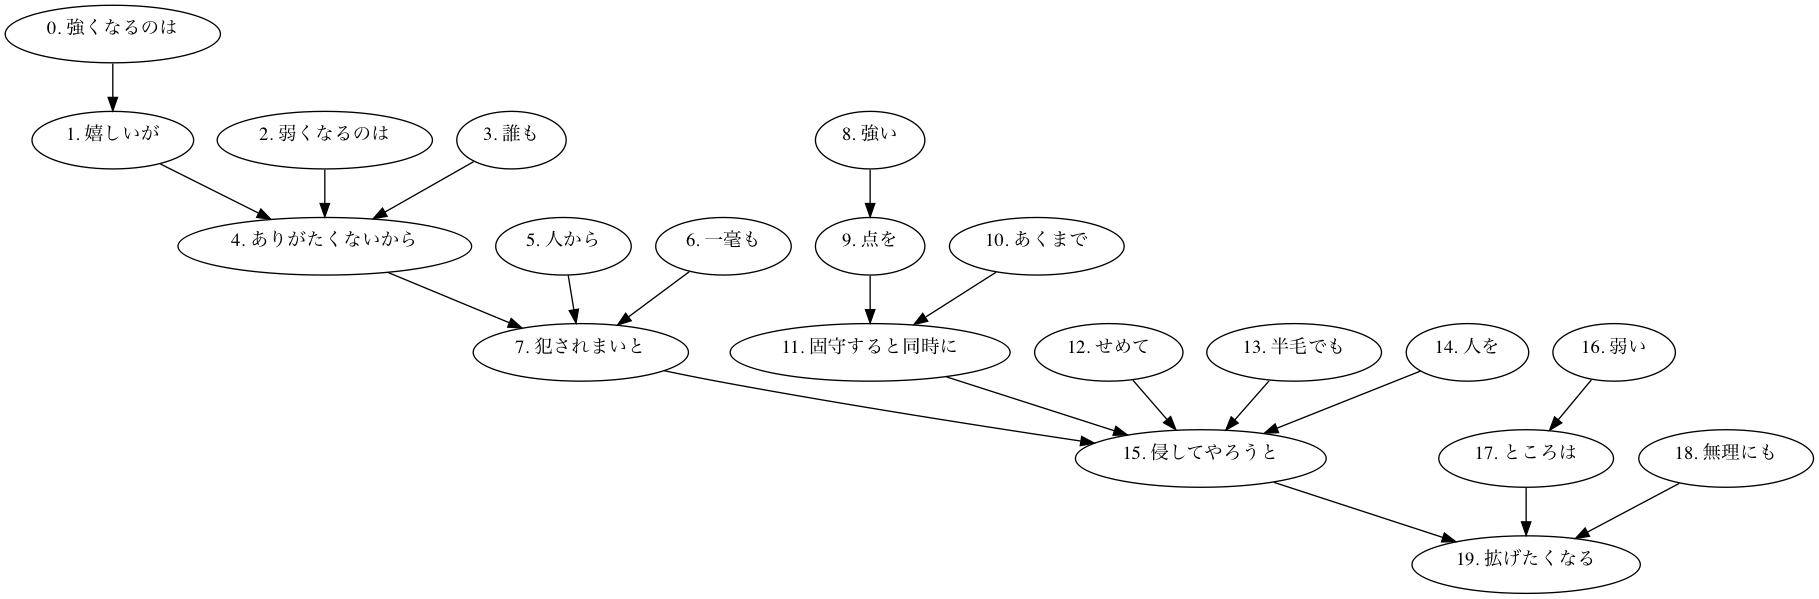 0. 強くなるのは
1. 嬉しいが
2. 弱くなるのは
3. 誰も
8. 強い
4. ありがたくないから
5. 人から
6. 一毫も
9. 点を
10. あくまで
7. 犯されまいと
11. 固守すると同時に
12. せめて
13. 半毛でも
14. 人を
16. 弱い
15. 侵してやろうと
17. ところは
18. 無理にも
19. 拡げたくなる